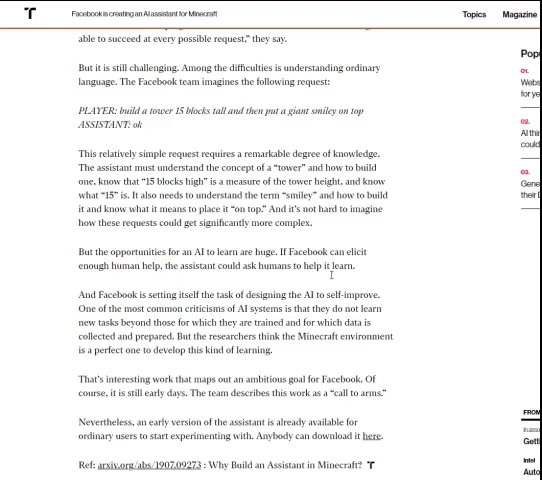 Facebook is creating an AI assistant for Minecraft
Topics
Magazine
able to succeed at every possible request,” they say.
But it is still challenging. Among the difficulties is understanding ordinary
language. The Facebook team imagines the following request:
PLAYER: build a tower 15 blocks tall and then put a giant smiley on top
ASSISTANT: ok
This relatively simple request requires a remarkable degree of knowledge.
The assistant must understand the concept of a “tower” and how to build
one, know that “15 blocks high” is a measure of the tower height, and know
what “15” is. It also needs to understand the term “smiley” and how to build
it and know what it means to place it “on top.” And it’s not hard to imagine
how these requests could get significantly more complex.
But the opportunities for an AI to learn are huge. If Facebook can elicit
enough human help, the assistant could ask humans to help it learn.
And Facebook is setting itself the task of designing the AI to self-improve.
One of the most common criticisms of AI systems is that they do not learn
new tasks beyond those for which they are trained and for which data is
collected and prepared. But the researchers think the Minecraft environment
is a perfect one to develop this kind of learning.
That’s interesting work that maps out an ambitious goal for Facebook. Of
course, it is still early days. The team describes this work as a “call to arms.”
Nevertheless, an early version of the assistant is already available for
ordinary users to start experimenting with. Anybody can download it here.
Ref: arxiv.org/abs/1907.09273 : Why Build an Assistant in Minecraft?
Popu
01.
Webs
for ye
02.
AI thin
could
03.
Gene
their D
FROM
Getti
Intel
Auto